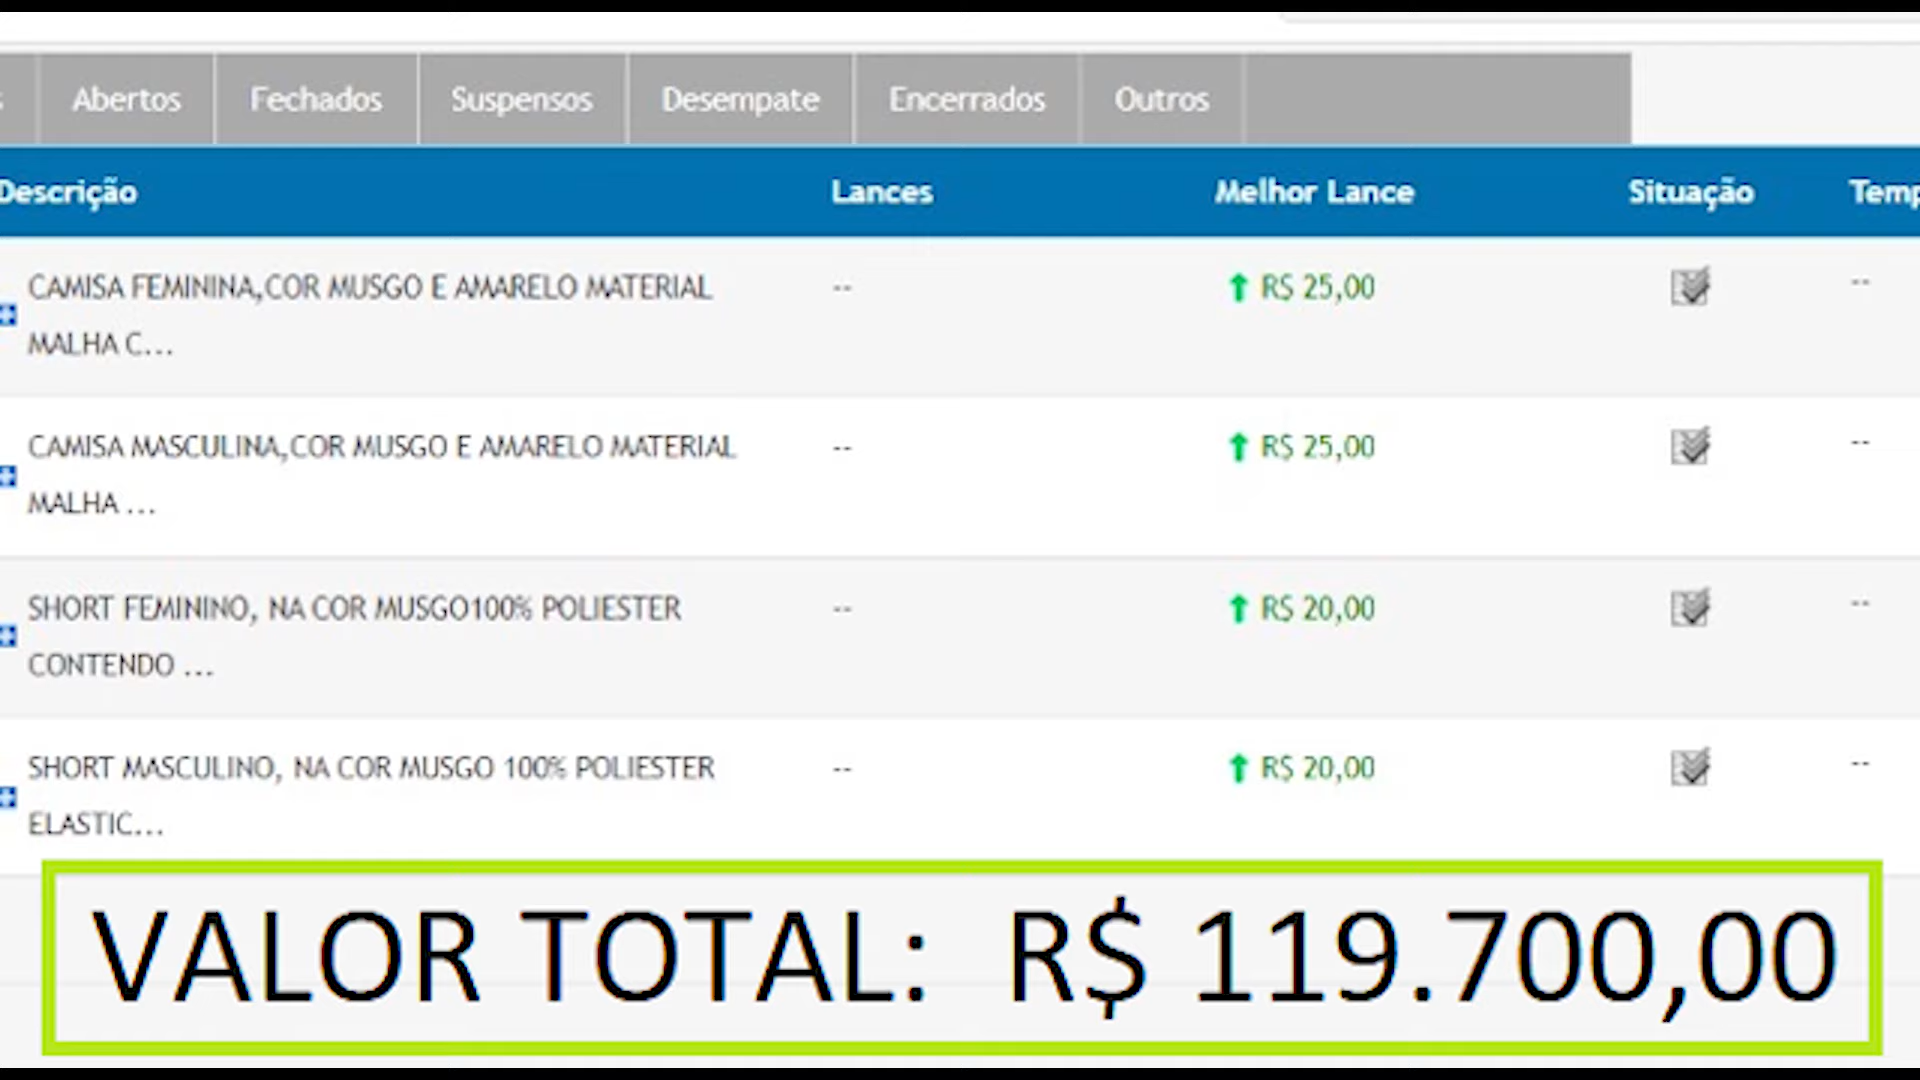 Abertos Fechados Suspensos Desempate Encerrados Outros
Descrição Lances Melhor Lance Situação
CAMISA FEMININA,COR MUSGO E AMARELO MATERIAL -- R$ 25,00 --
MALHA C...
CAMISA MASCULINA,COR MUSGO E AMARELO MATERIAL -- R$ 25,00 --
MALHA ...
SHORT FEMININO, NA COR MUSGO100% POLIESTER -- R$ 20,00 --
CONTENDO ...
SHORT MASCULINO, NA COR MUSGO 100% POLIESTER -- R$ 20,00 --
ELASTIC...
VALOR TOTAL: R$ 119.700,00